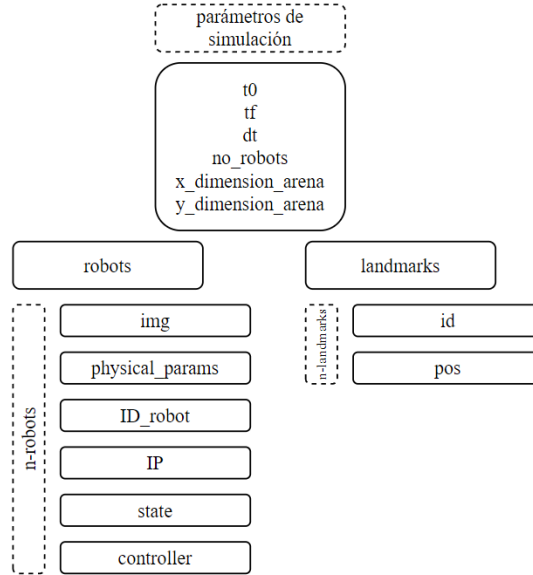 parámetros de
simulación
t0
tf
dt
no_robots
x_dimension_arena
y_dimension_arena
robots
n-robots
img
physical_params
ID_robot
IP
state
controller
landmarks
n-landmarks
id
pos